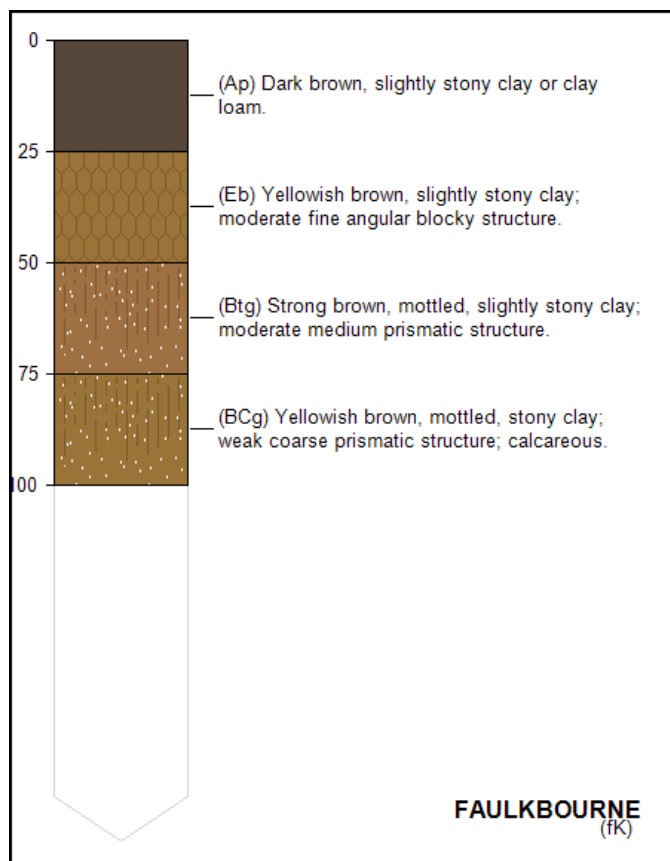 0
(Ap) Dark brown, slightly stony clay or clay
loam.
25
(Eb) Yellowish brown, slightly stony clay;
moderate fine angular blocky structure.
50
(Btg) Strong brown, mottled, slightly stony clay;
moderate medium prismatic structure.
75
(BCg) Yellowish brown, mottled, stony clay;
weak coarse prismatic structure; calcareous.
100
FAULKBOURNE
(fK)